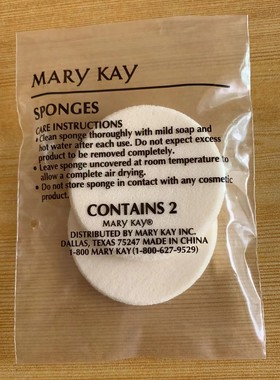 MARY KAY
SPONGES
CARE INSTRUCTIONS
• Clean sponge thoroughly with mild soap and
hot water after each use. Do not expect excess
product to be removed completely.
• Leave sponge uncovered at room temperature to
allow a complete air drying.
• Do not store sponge in contact with any cosmetic
product.
CONTAINS 2
MARY KAY®
DISTRIBUTED BY MARY KAY INC.
DALLAS, TEXAS 75247 MADE IN CHINA
1-800 MARY KAY (1-800-627-9529)